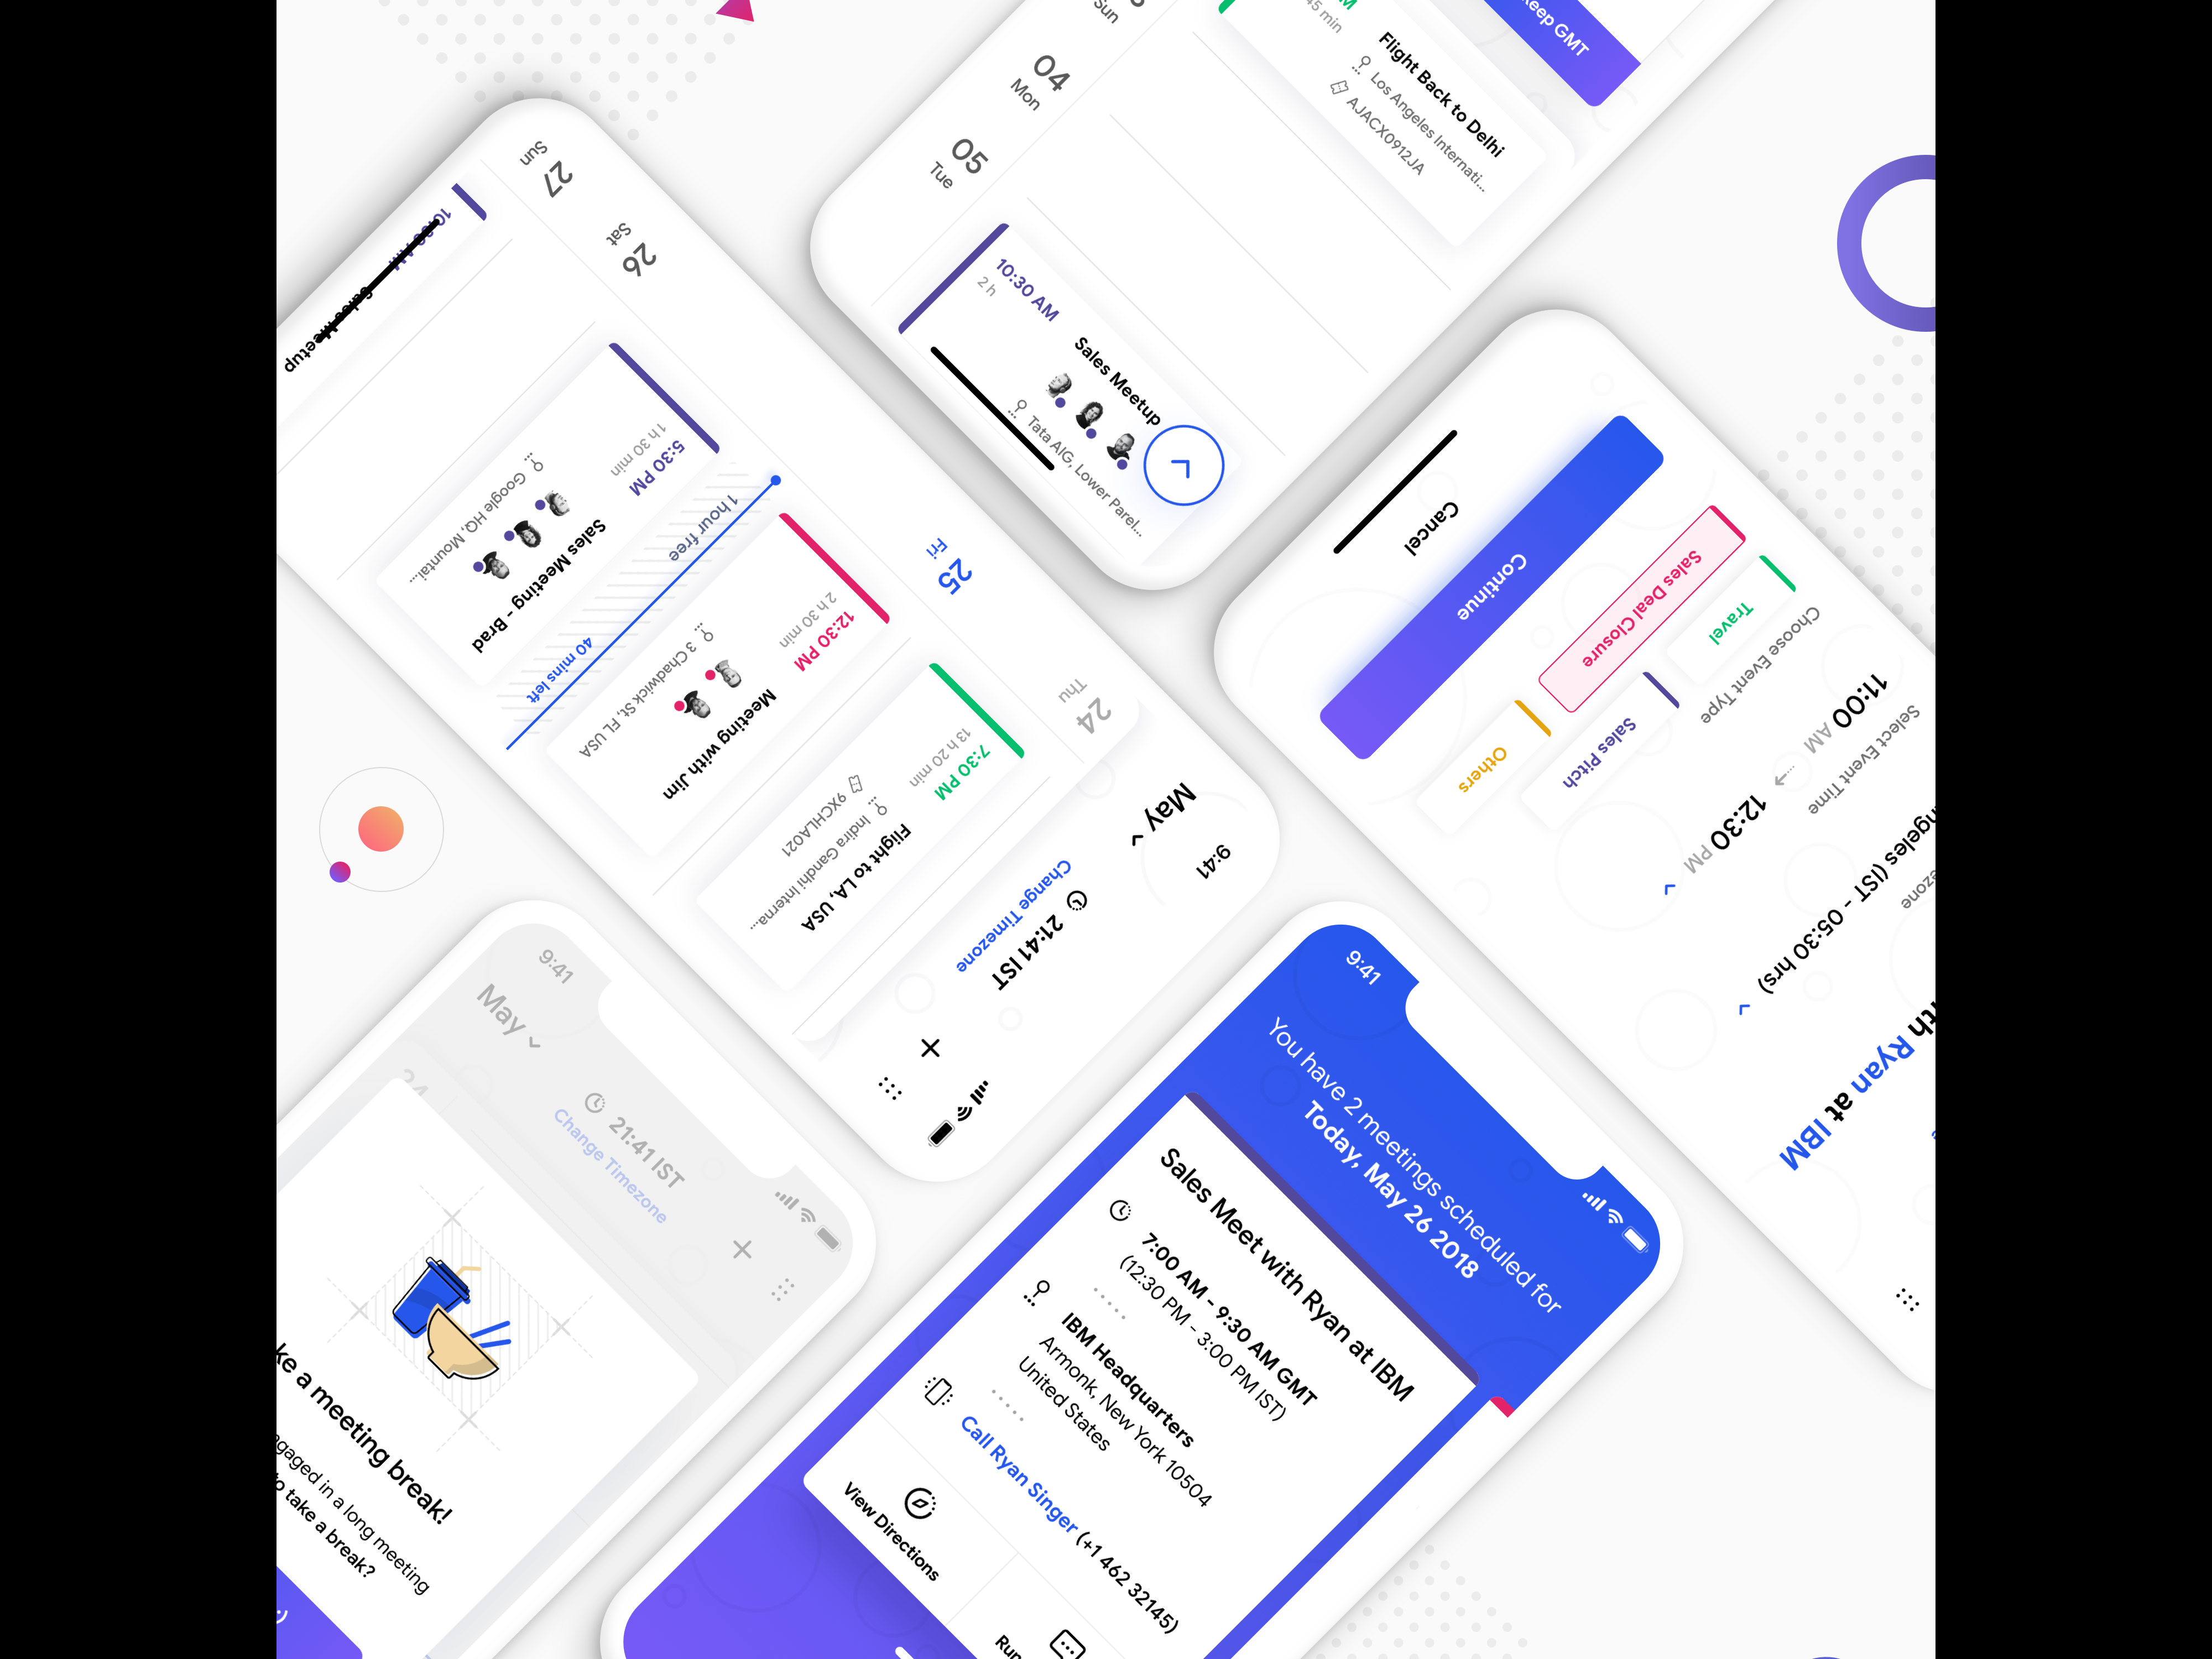 27
Sun
26
Sat
25
Fri
24
Thu
5:30 PM
1 h 30 min
Sales Meeting - Brad
Google HQ, Mountai...
1 hour free
40 mins left
12:30 PM
2 h 30 min
Meeting with Jim
3 Chadwick St, FL, USA
7:30 PM
13 h 20 min
Flight to LA, USA
Indira Gandhi Interna...
9XCHLA021
May
9:41
Change Timezone
21:41 IST
Sun
04
Mon
05
Tue
45 min
Flight Back to Delhi
Los Angeles Internati...
AJACX0912JA
Keep GMT
10:30 AM
2 h
Sales Meetup
Tata AIG, Lower Parel...
Ryan at IBM
(IST - 05:30 hrs)
Select Event Time
11:00 AM
12:30 PM
Choose Event Type
Travel
Sales Deal Closure
Sales Pitch
Others
Continue
Cancel
9:41
May
24
21:41 IST
Change Timezone
a meeting break!
in a long meeting
to take a break?
9:41
You have 2 meetings scheduled for
Today, May 26 2018
Sales Meet with Ryan at IBM
7:00 AM - 9:30 AM GMT
(12:30 PM - 3:00 PM IST)
IBM Headquarters
Armonk, New York 10504
United States
Call Ryan Singer (+1 462 32145)
View Directions